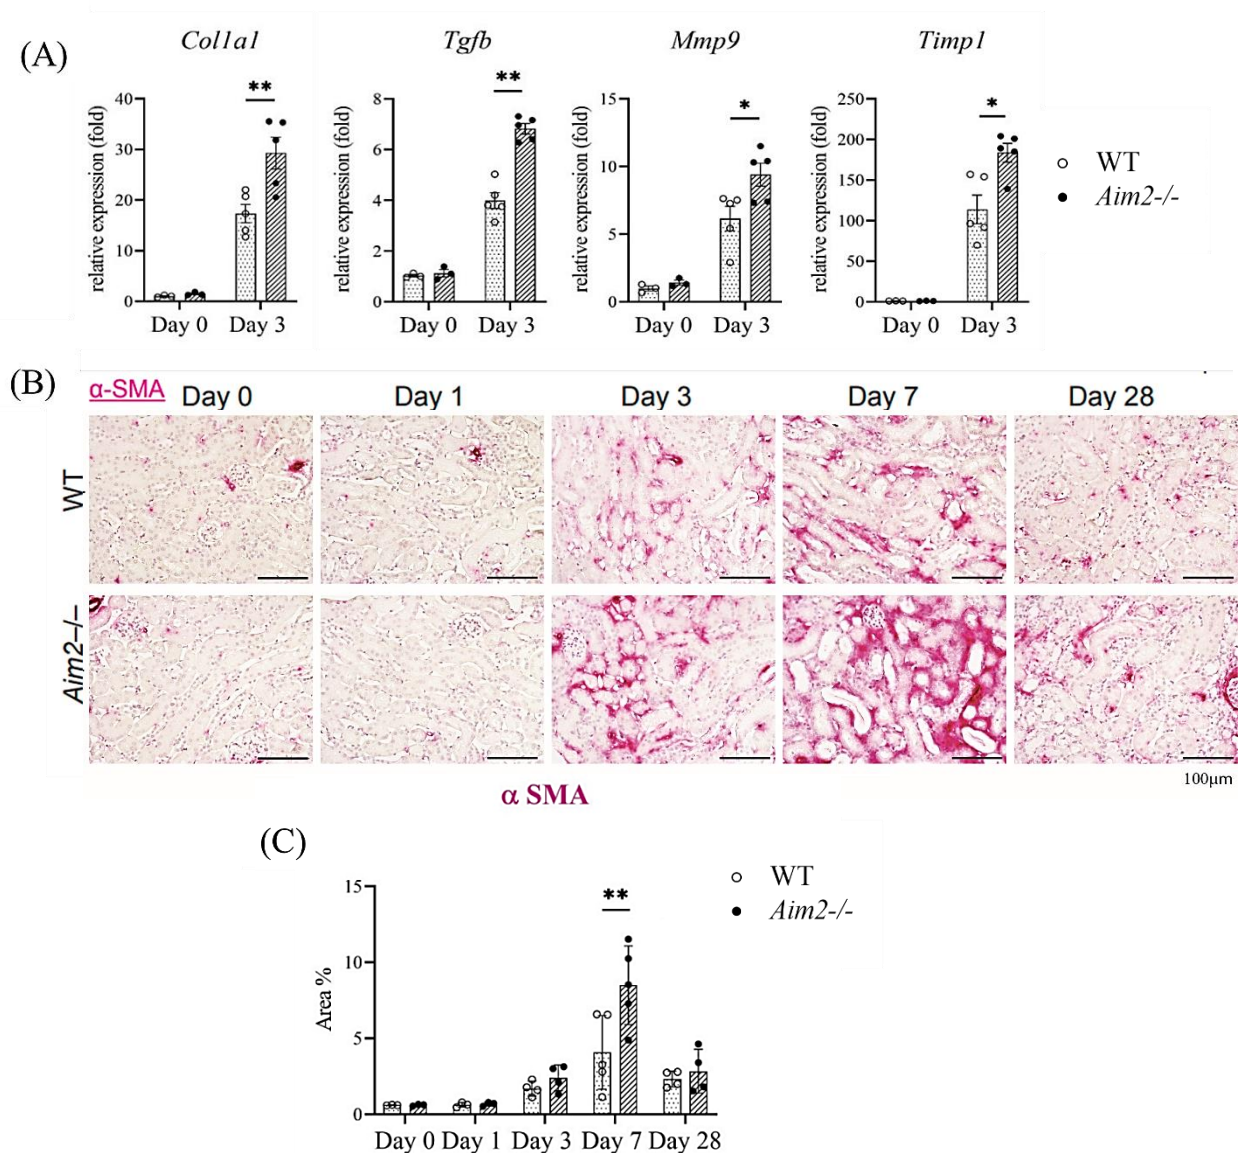 (A)
Col1a1 Tgfb Mmp9 Timp1
relative expression (fold)
40
30
20
10
0
**
Day 0 Day 3
relative expression (fold)
8
6
4
2
0
**
Day 0 Day 3
relative expression (fold)
15
10
5
0
*
Day 0 Day 3
relative expression (fold)
250
200
150
100
50
0
*
Day 0 Day 3
WT
Aim2-/-
(B)
α-SMA Day 0 Day 1 Day 3 Day 7 Day 28
WT
Aim2–/–
100μm
α SMA
(C)
WT
Aim2-/-
Area %
15
10
5
0
**
Day 0 Day 1 Day 3 Day 7 Day 28